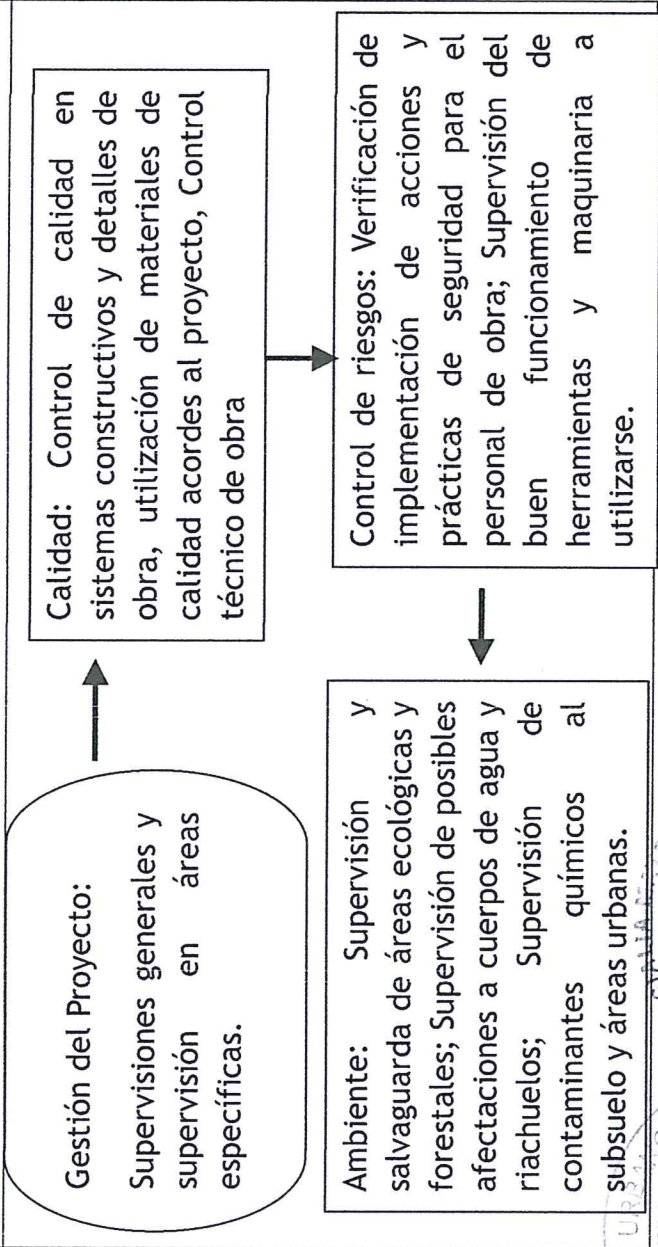 Gestión del Proyecto:
Supervisiones generales y
supervisión en áreas
específicas.
Calidad: Control de calidad en
sistemas constructivos y detalles de
obra, utilización de materiales de
calidad acordes al proyecto, Control
técnico de obra
Control de riesgos: Verificación de
implementación de acciones y
prácticas de seguridad para el
personal de obra; Supervisión del
buen funcionamiento de
herramientas y maquinaria a
utilizarse.
Ambiente: Supervisión y
salvaguarda de áreas ecológicas y
forestales; Supervisión de posibles
afectaciones a cuerpos de agua y
riachuelos; Supervisión de
contaminantes químicos al
subsuelo y áreas urbanas.